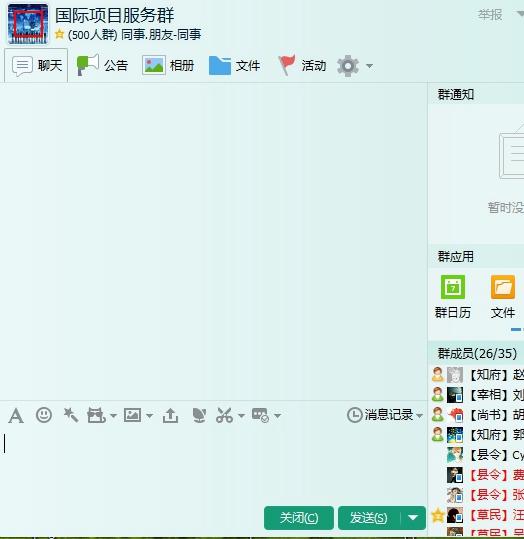 国际项目服务群
举报
(500人群) 同事.朋友-同事
聊天 公告 相册 文件 活动
群通知
暂时没
群应用
7
群日历 文件
群成员(26/35)
【知府】赵
【宰相】刘
【尚书】胡
【知府】郭
【县令】Cy
【县令】
【县令】张
【草民】汪
【草民】
A 消息记录
关闭(C) 发送(S)